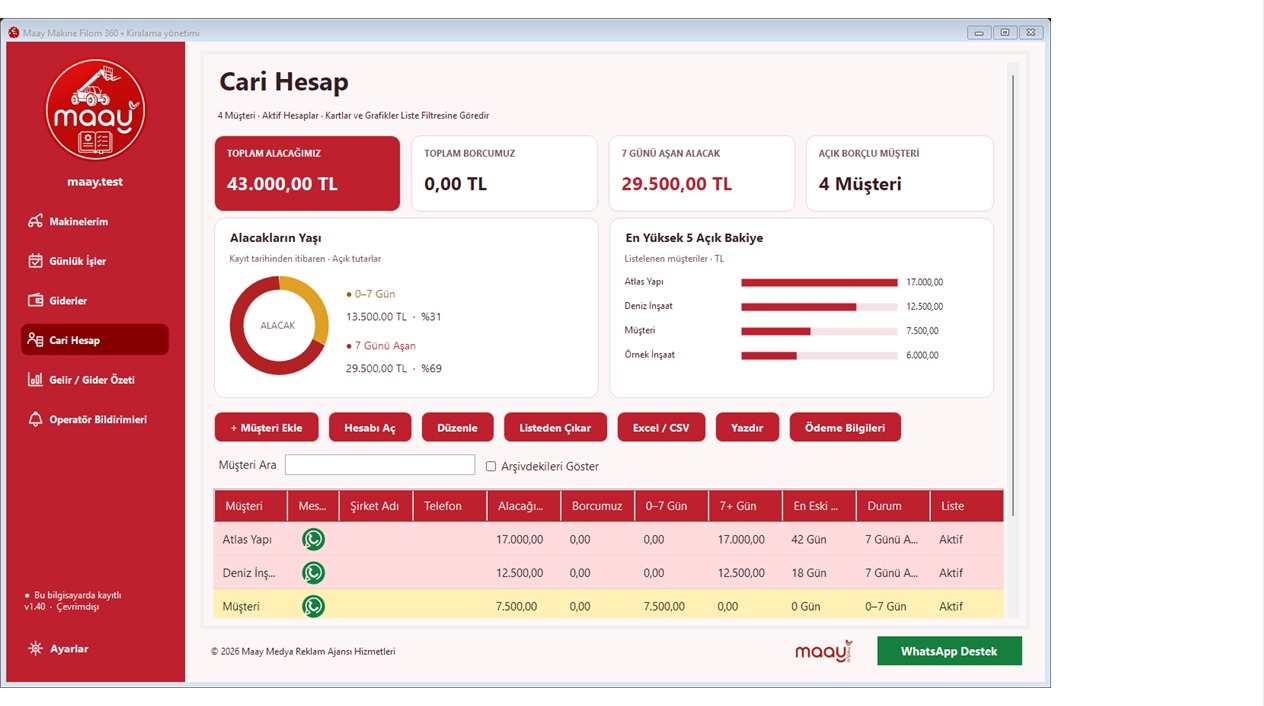 Maay Makine Filom 360 • Kiralama yönetimi
maay
maay.test
Makinelerim
Günlük İşler
Giderler
Cari Hesap
Gelir / Gider Özeti
Operatör Bildirimleri
● Bu bilgisayarda kayıtlı
v1.40 · Çevrimdışı
Ayarlar
Cari Hesap
4 Müşteri · Aktif Hesaplar · Kartlar ve Grafikler Liste Filtresine Göredir
TOPLAM ALACAĞIMIZ
43.000,00 TL
TOPLAM BORCUMUZ
0,00 TL
7 GÜNÜ AŞAN ALACAK
29.500,00 TL
AÇIK BORÇLU MÜŞTERİ
4 Müşteri
Alacakların Yaşı
Kayıt tarihinden itibaren · Açık tutarlar
ALACAK
● 0–7 Gün
13.500,00 TL · %31
● 7 Günü Aşan
29.500,00 TL · %69
En Yüksek 5 Açık Bakiye
Listelenen müşteriler · TL
Atlas Yapı 17.000,00
Deniz İnşaat 12.500,00
Müşteri 7.500,00
Örnek İnşaat 6.000,00
+ Müşteri Ekle Hesabı Aç Düzenle Listeden Çıkar Excel / CSV Yazdır Ödeme Bilgileri
Müşteri Ara Arşivdekileri Göster
Müşteri Mes... Şirket Adı Telefon Alacağı... Borcumuz 0–7 Gün 7+ Gün En Eski ... Durum Liste
Atlas Yapı 17.000,00 0,00 0,00 17.000,00 42 Gün 7 Günü A... Aktif
Deniz İnş... 12.500,00 0,00 0,00 12.500,00 18 Gün 7 Günü A... Aktif
Müşteri 7.500,00 0,00 7.500,00 0,00 0 Gün 0–7 Gün Aktif
© 2026 Maay Medya Reklam Ajansı Hizmetleri
maay
WhatsApp Destek